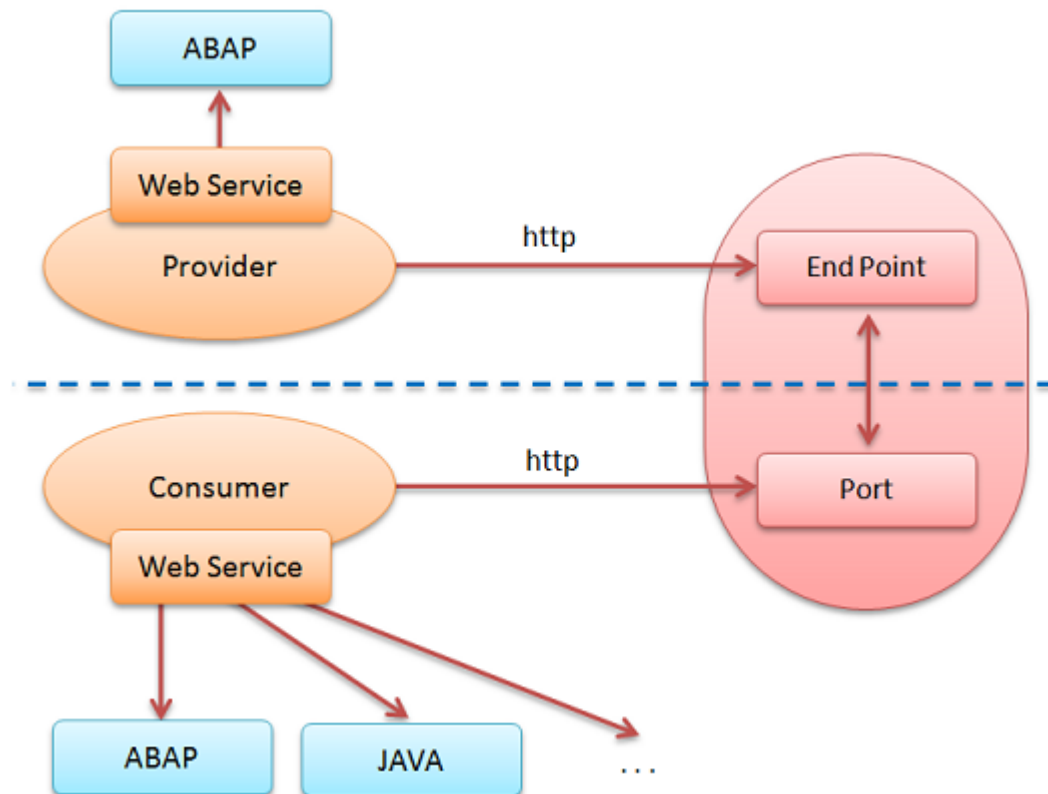 ABAP
Web Service
Provider
http
End Point
Consumer
http
Port
Web Service
ABAP
JAVA
...